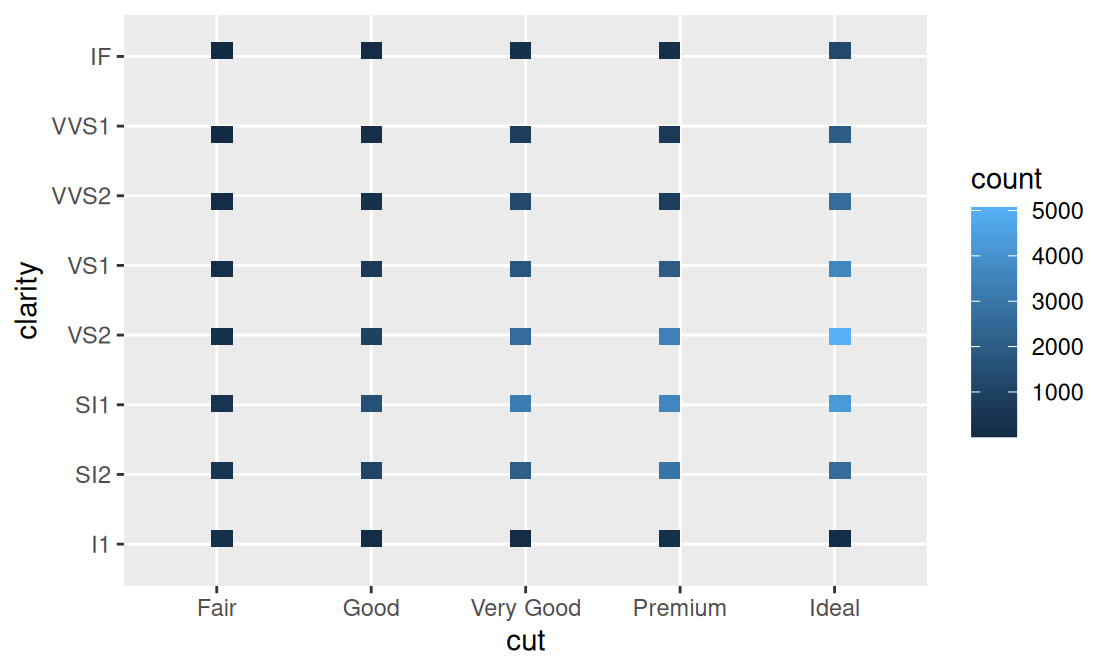 clarity
IF
VVS1
VVS2
VS1
VS2
SI1
SI2
I1
Fair Good Very Good Premium Ideal
cut
count
5000
4000
3000
2000
1000